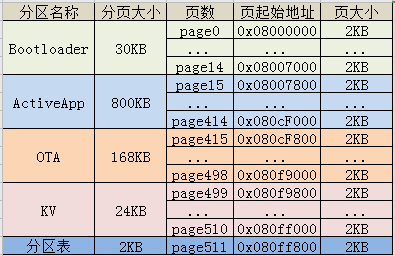 分区名称 分页大小 页数 页起始地址 页大小
page0 0x08000000 2KB
Bootloader 30KB ... ... ...
page14 0x08007000 2KB
page15 0x08007800 2KB
ActiveApp 800KB ... ... ...
page414 0x080cF000 2KB
page415 0x080cF800 2KB
OTA 168KB ... ... ...
page498 0x080f9000 2KB
page499 0x080f9800 2KB
KV 24KB ... ... ...
page510 0x080ff000 2KB
分区表 2KB page511 0x080ff800 2KB